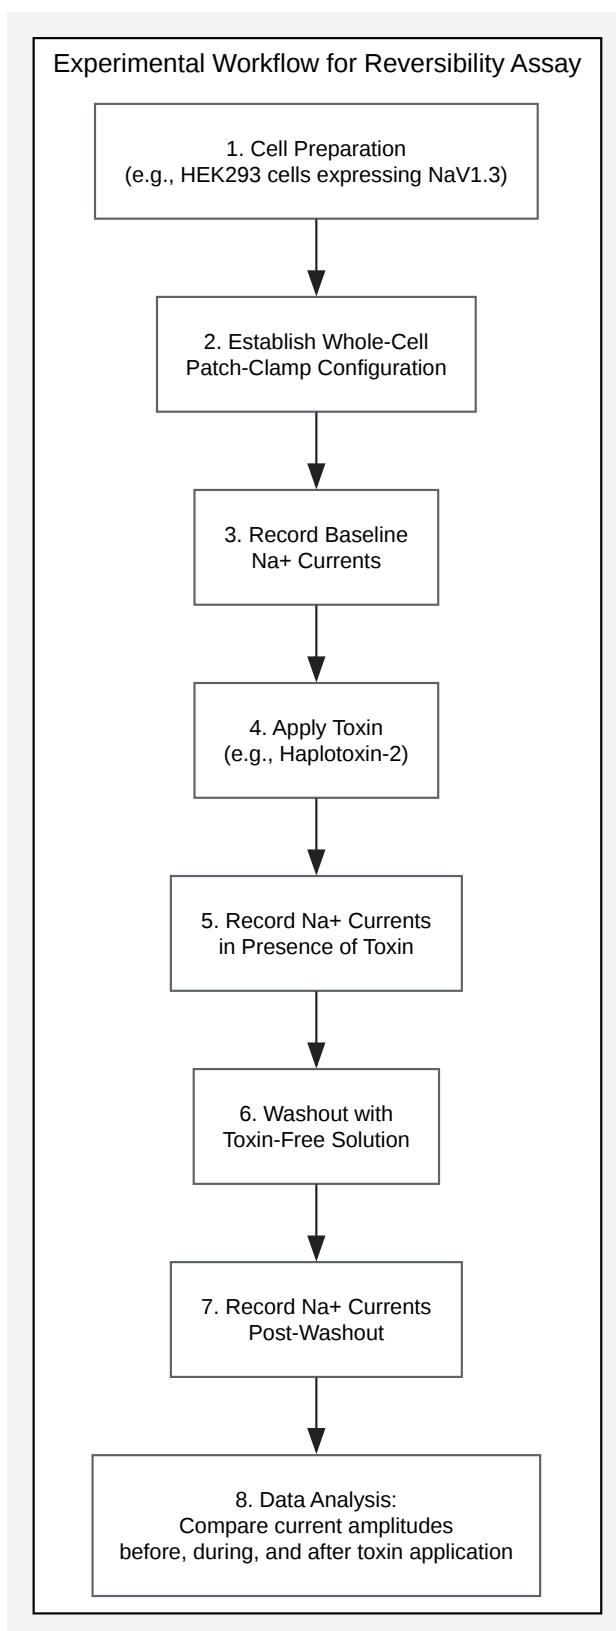 Experimental Workflow for Reversibility Assay
1. Cell Preparation
(e.g., HEK293 cells expressing NaV1.3)
2. Establish Whole-Cell
Patch-Clamp Configuration
3. Record Baseline
Na+ Currents
4. Apply Toxin
(e.g., Haplotoxin-2)
5. Record Na+ Currents
in Presence of Toxin
6. Washout with
Toxin-Free Solution
7. Record Na+ Currents
Post-Washout
8. Data Analysis:
Compare current amplitudes
before, during, and after toxin application